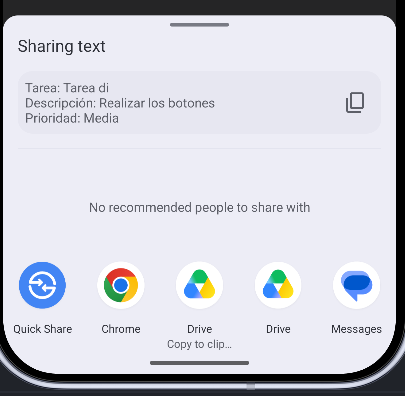 Sharing text
Tarea: Tarea di
Descripción: Realizar los botones
Prioridad: Media
No recommended people to share with
Quick Share
Chrome
Drive
Copy to clip...
Drive
Messages